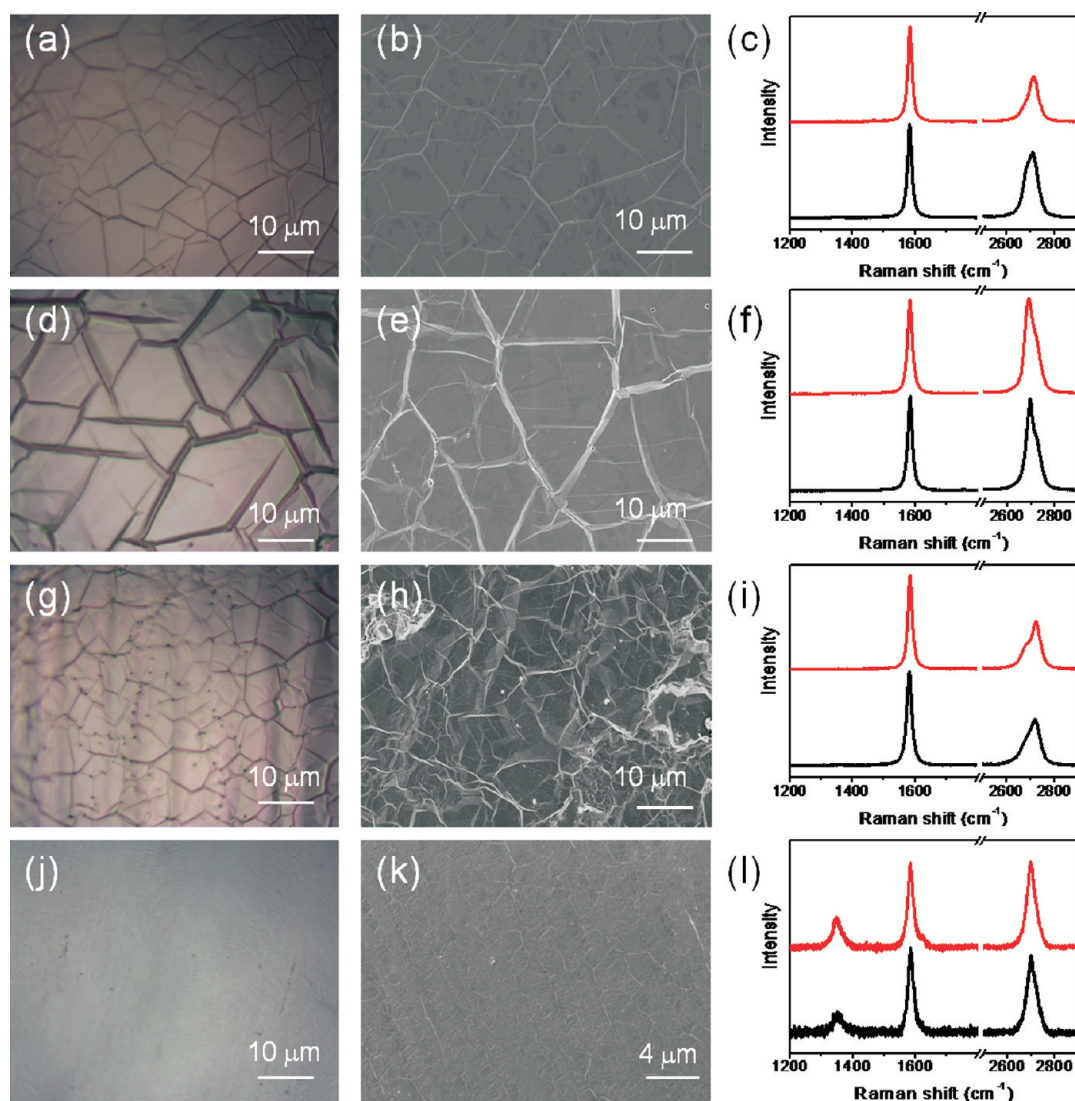 (a)
10 μm
(b)
10 μm
(c)
Intensity
1200 1400 1600 2600 2800
Raman shift (cm⁻¹)
(d)
10 μm
(e)
10 μm
(f)
Intensity
1200 1400 1600 2600 2800
Raman shift (cm⁻¹)
(g)
10 μm
(h)
10 μm
(i)
Intensity
1200 1400 1600 2600 2800
Raman shift (cm⁻¹)
(j)
10 μm
(k)
4 μm
(l)
Intensity
1200 1400 1600 2600 2800
Raman shift (cm⁻¹)